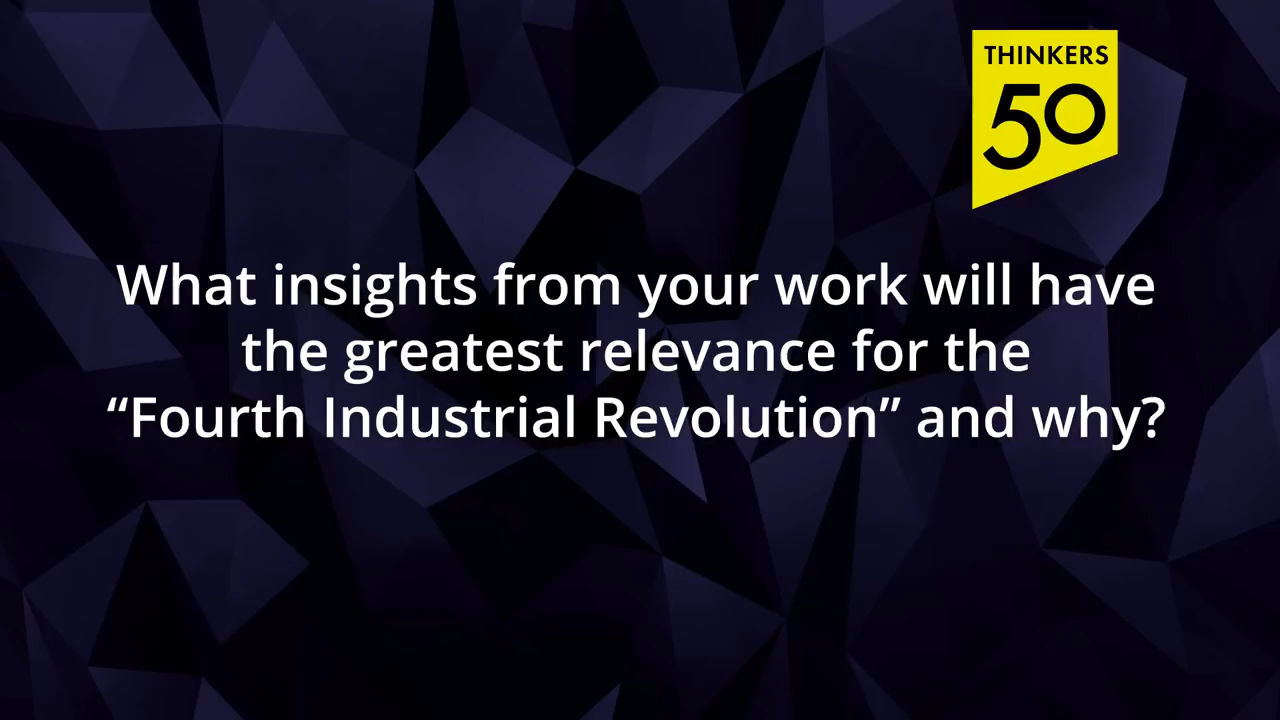 THINKERS
50
What insights from your work will have
the greatest relevance for the
“Fourth Industrial Revolution” and why?